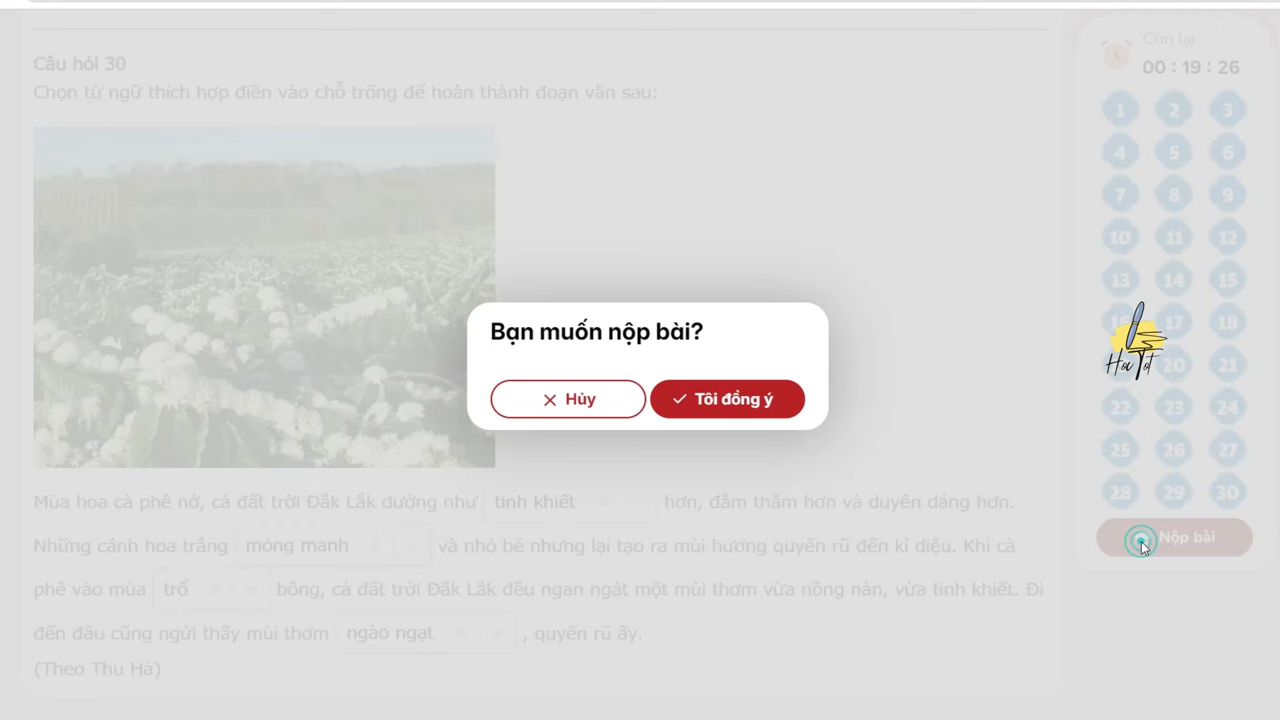 Câu hỏi 30
Chọn từ ngữ thích hợp điền vào chỗ trống để hoàn thành đoạn văn sau:
Bạn muốn nộp bài?
Hủy
Tôi đồng ý
Mùa hoa cà phê nở, cả đất trời Đắk Lắk dường như tinh khiết hơn, đằm thắm hơn và duyên dáng hơn.
Những cánh hoa trắng mỏng manh và nhỏ bé nhưng lại tạo ra mùi hương quyến rũ đến kì diệu. Khi cà
phê vào mùa trổ bông, cả đất trời Đắk Lắk đều ngan ngát một mùi thơm vừa nồng nàn, vừa tinh khiết. Đi
đến đâu cũng ngửi thấy mùi thơm ngào ngạt , quyến rũ ấy.
(Theo Thu Hà)
Còn lại
00 : 19 : 26
1 2 3
4 5 6
7 8 9
10 11 12
13 14 15
16 17 18
20 21
22 23 24
25 26 27
28 29 30
Học Tốt
Nộp bài